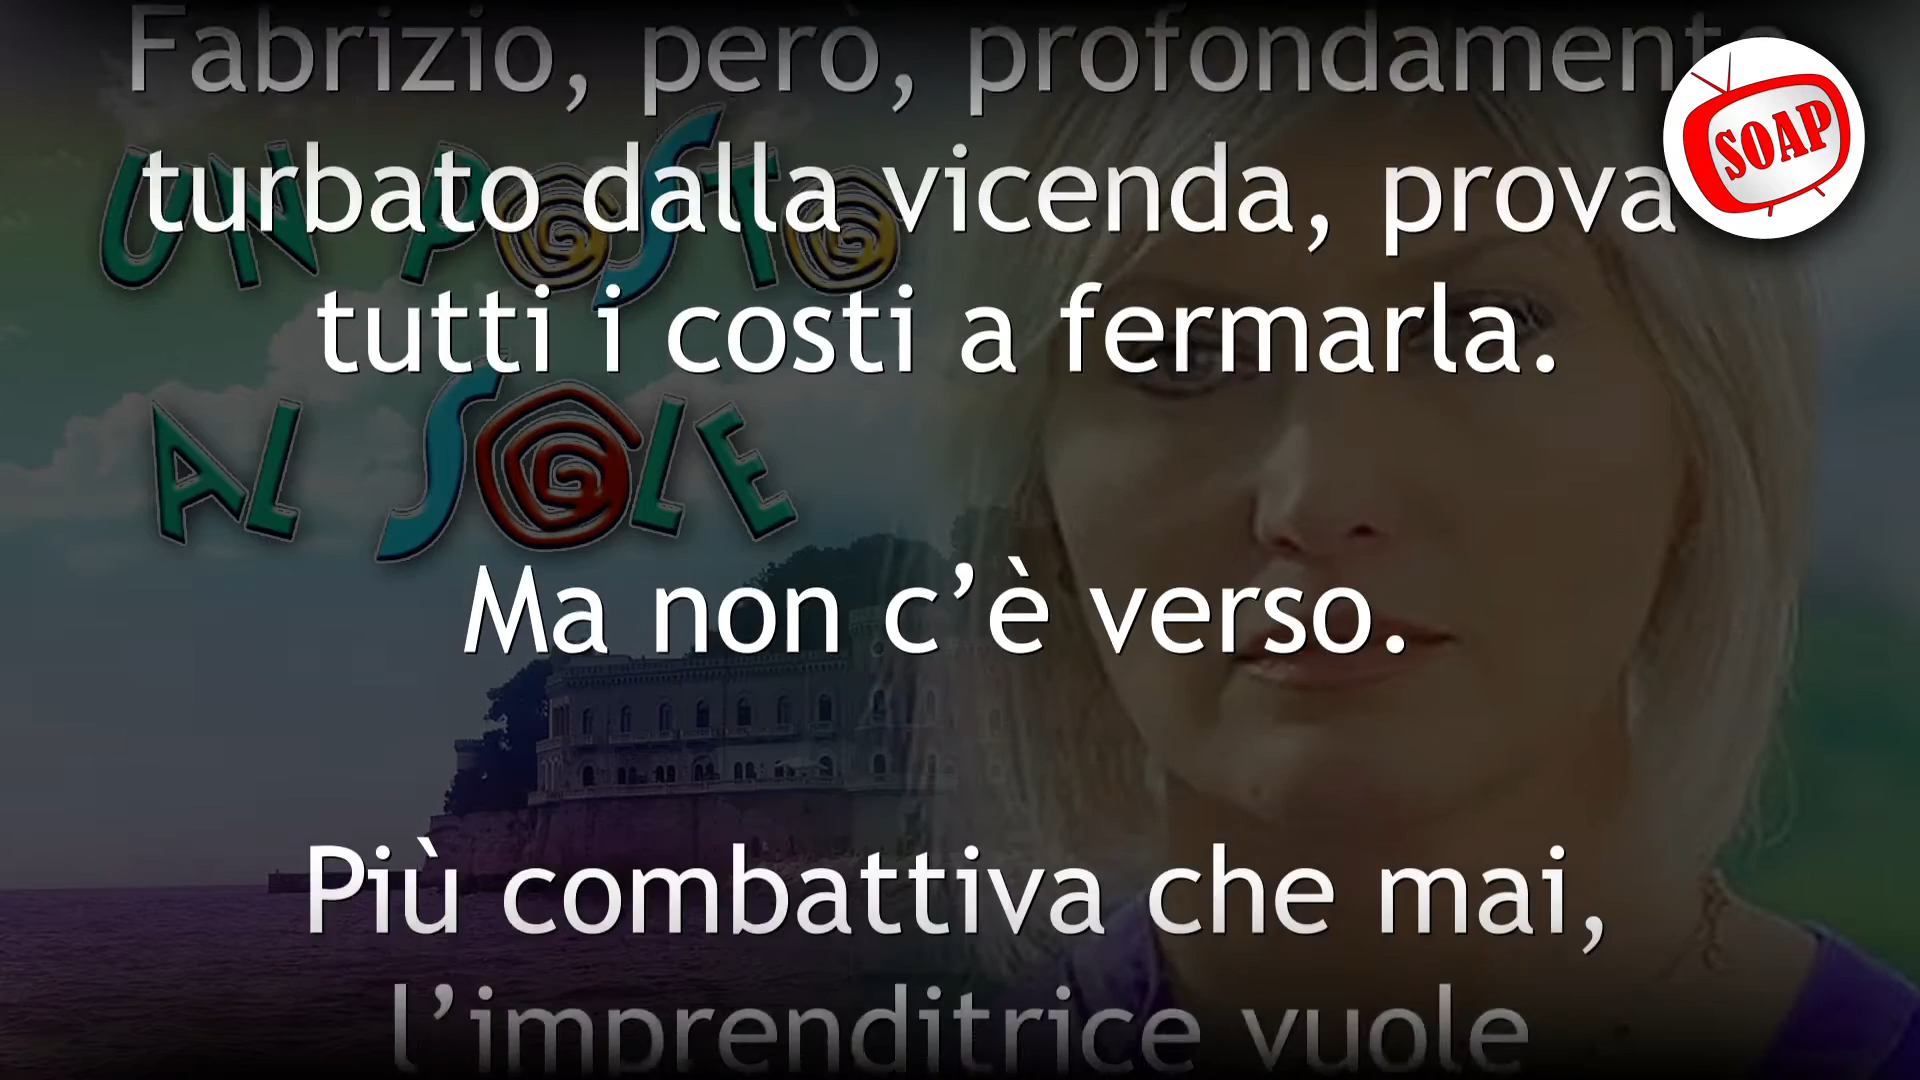 Fabrizio, però, profondamente
turbato dalla vicenda, prova
tutti i costi a fermarla.
Ma non c’è verso.
Più combattiva che mai,
l’imprenditrice vuole
UN POSTO
AL SOLE
SOAP